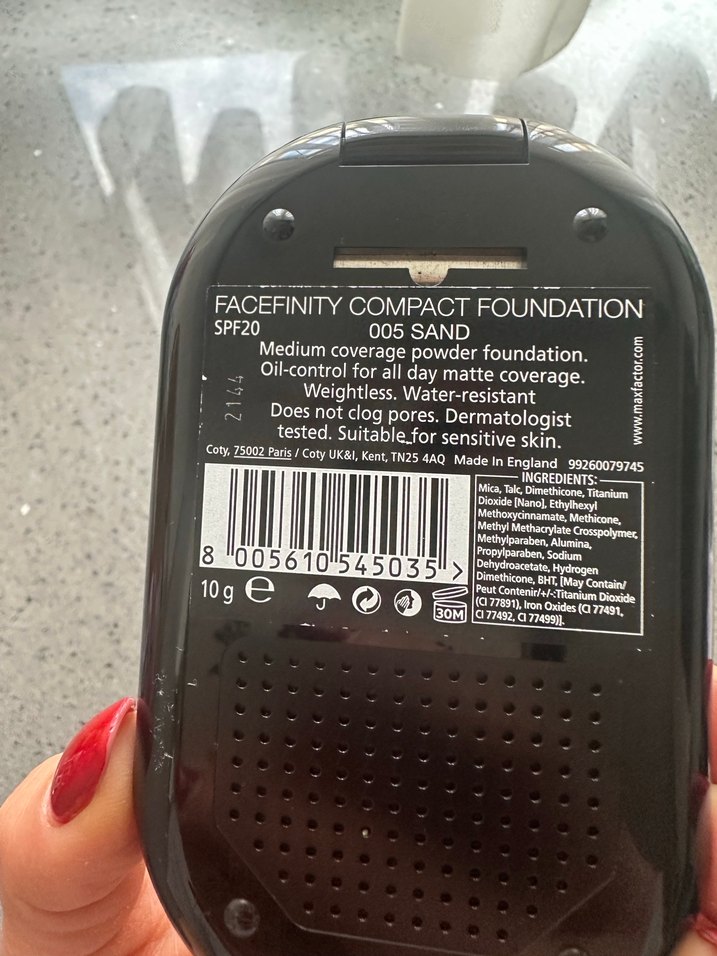 FACEFINITY COMPACT FOUNDATION
SPF20 005 SAND
Medium coverage powder foundation.
Oil-control for all day matte coverage.
Weightless. Water-resistant
Does not clog pores. Dermatologist
tested. Suitable for sensitive skin.
2144
www.maxfactor.com
Coty, 75002 Paris / Coty UK&I, Kent, TN25 4AQ Made In England 99260079745
INGREDIENTS:
Mica, Talc, Dimethicone, Titanium
Dioxide [Nano], Ethylhexyl
Methoxycinnamate, Methicone,
Methyl Methacrylate Crosspolymer,
Methylparaben, Alumina,
Propylparaben, Sodium
Dehydroacetate, Hydrogen
Dimethicone, BHT, [May Contain/
Peut Contenir/+/-:Titanium Dioxide
(CI 77891), Iron Oxides (CI 77491,
CI 77492, CI 77499)].
8 005610 545035 >
10 g e
30M